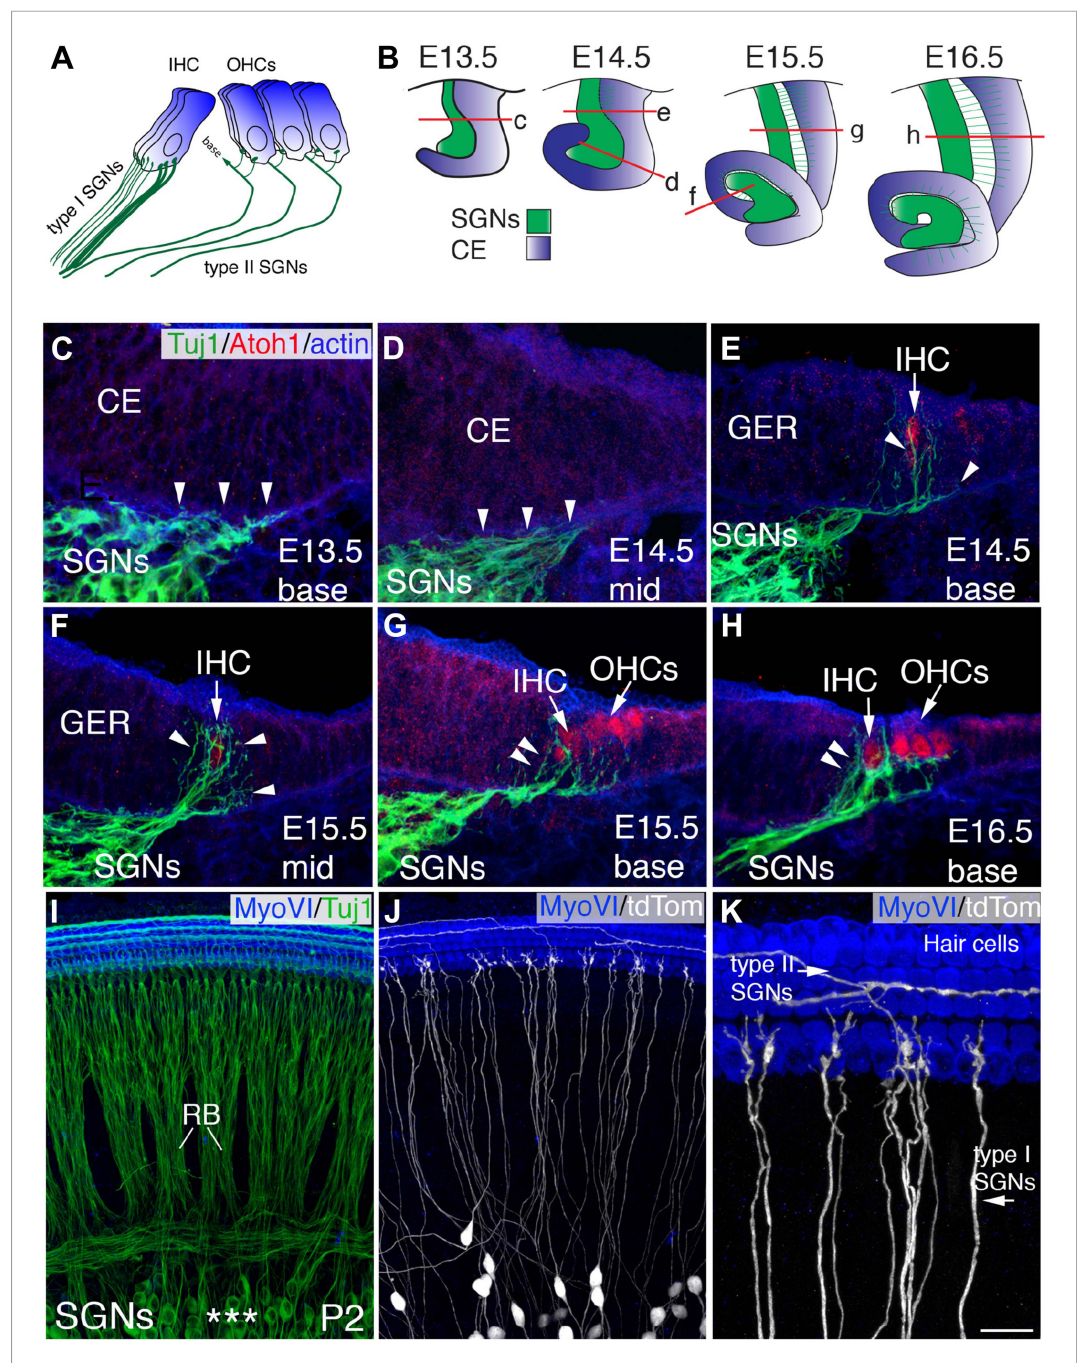 A
IHC
OHCs
base
type I SGNs
type II SGNs
B
E13.5
E14.5
E15.5
E16.5
c
e
d
f
g
h
SGNs
CE
C
Tuj1/Atoh1/actin
CE
E.
SGNs
E13.5
base
D
CE
SGNs
E14.5
mid
E
IHC
GER
SGNs
E14.5
base
F
IHC
GER
SGNs
E15.5
mid
G
IHC
OHCs
SGNs
E15.5
base
H
IHC
OHCs
SGNs
E16.5
base
I
MyoVI/Tuj1
RB
SGNs
***
P2
J
MyoVI/tdTom
K
MyoVI/tdTom
Hair cells
type II
SGNs
type I
SGNs